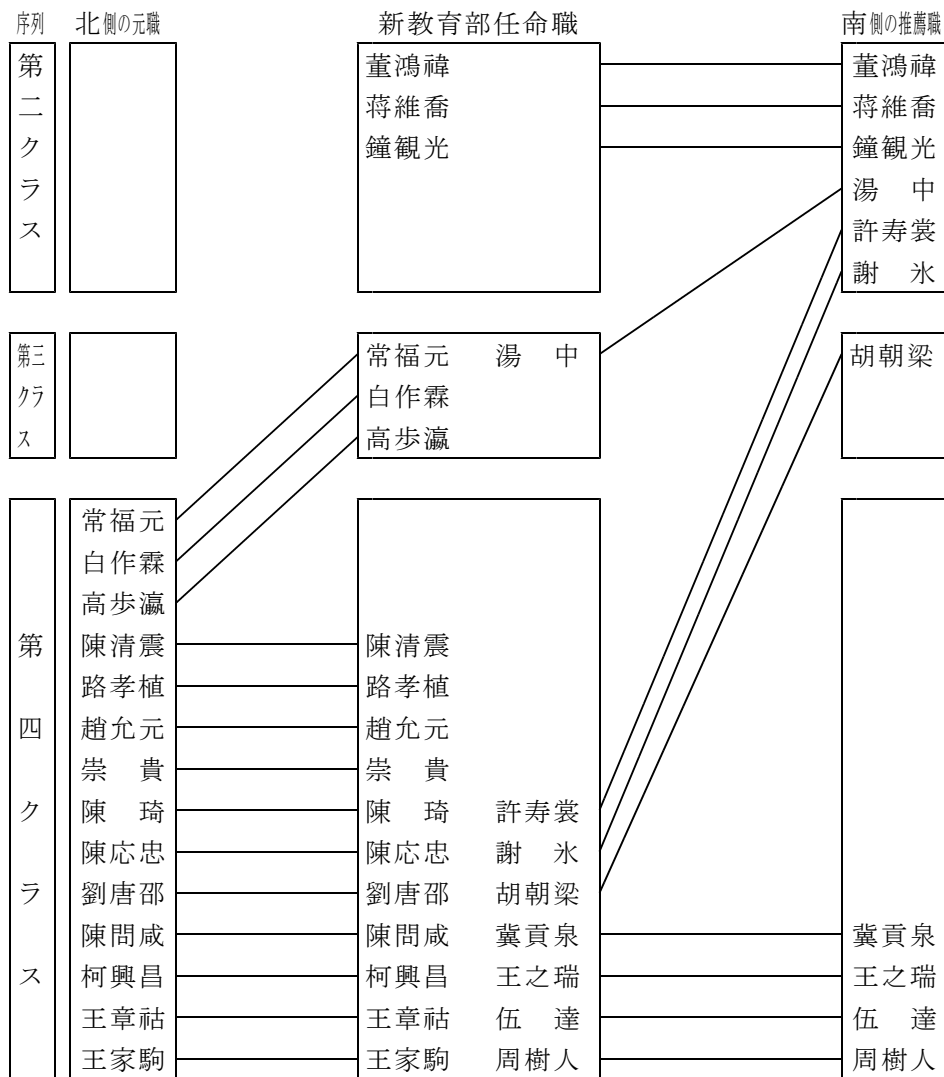 序列 北側の元職 新教育部任命職 南側の推薦職
第 董鴻禕 董鴻禕
二 蒋維喬 蒋維喬
ク 鐘観光 鐘観光
ラ 湯　中
ス 許寿裳
謝　氷
第三 常福元 湯　中 胡朝梁
クラ 白作霖
ス 高歩瀛
常福元
白作霖
高歩瀛
第 陳清震 陳清震
路孝植 路孝植
四 趙允元 趙允元
崇　貴 崇　貴
ク 陳　琦 陳　琦 許寿裳
陳応忠 陳応忠 謝　氷
ラ 劉唐邵 劉唐邵 胡朝梁
陳問咸 陳問咸 冀貢泉 冀貢泉
ス 柯興昌 柯興昌 王之瑞 王之瑞
王章祜 王章祜 伍　達 伍　達
王家駒 王家駒 周樹人 周樹人